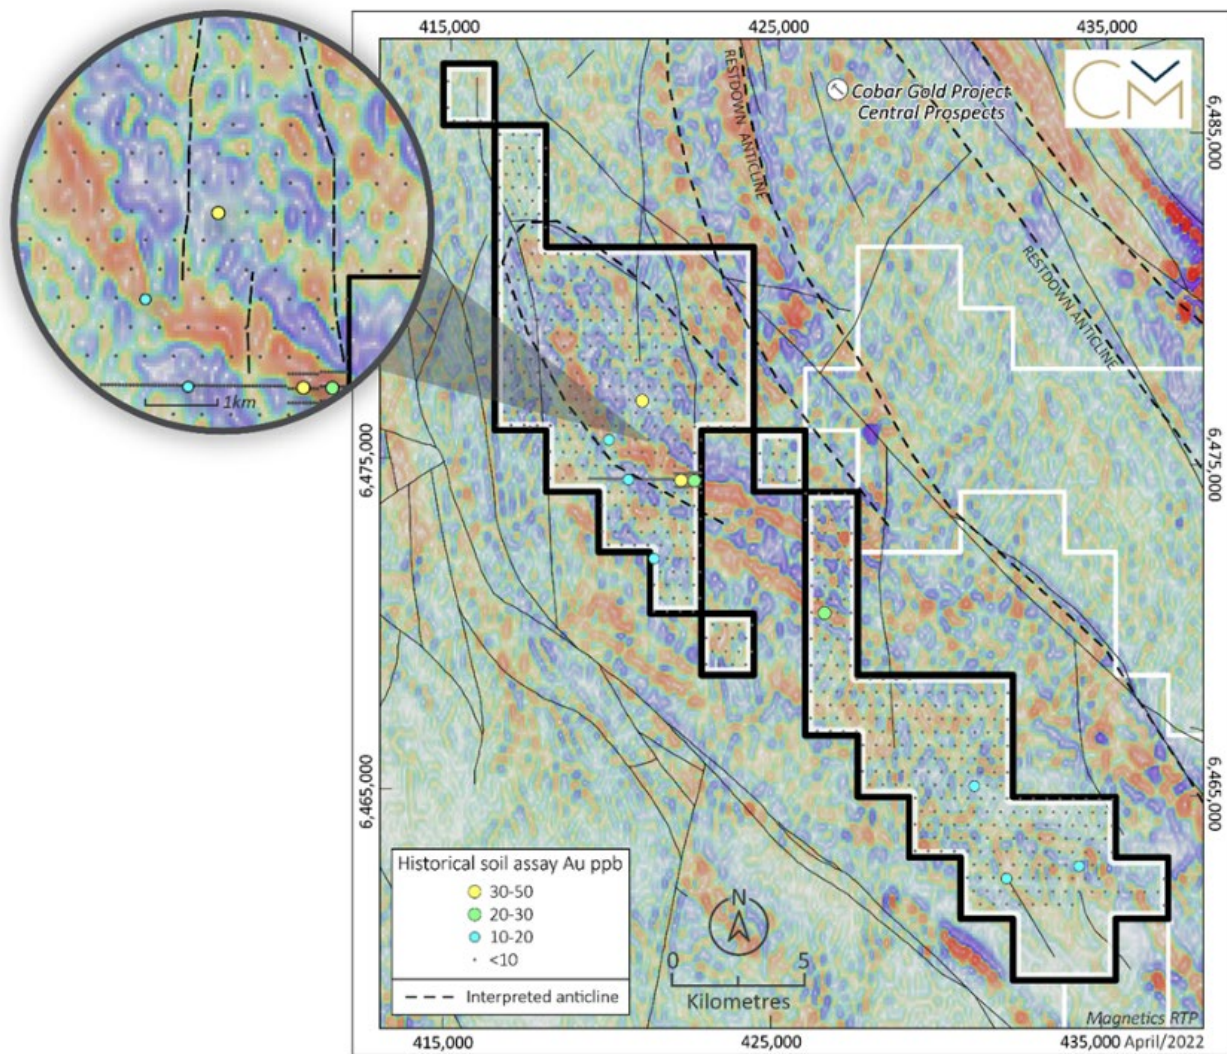 415,000
425,000
435,000
RESTDOWN ANTICLINE
Cobar Gold Project
Central Prospects
CM
6,485,000
RESTDOWN ANTICLINE
1km
6,475,000
6,475,000
6,465,000
6,465,000
Historical soil assay Au ppb
30-50
20-30
10-20
<10
Interpreted anticline
N
0 5
Kilometres
Magnetics RTP
415,000
425,000
435,000
April/2022